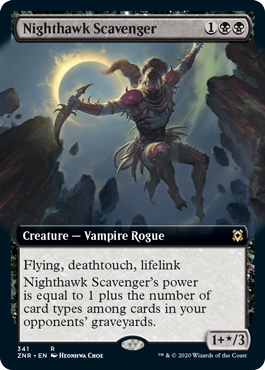 Nighthawk Scavenger 1
Creature — Vampire Rogue
Flying, deathtouch, lifelink
Nighthawk Scavenger's power
is equal to 1 plus the number of
card types among cards in your
opponents' graveyards.
1+*/3
341 R
ZNR • EN Heonhwa Choe
™ & © 2020 Wizards of the Coast